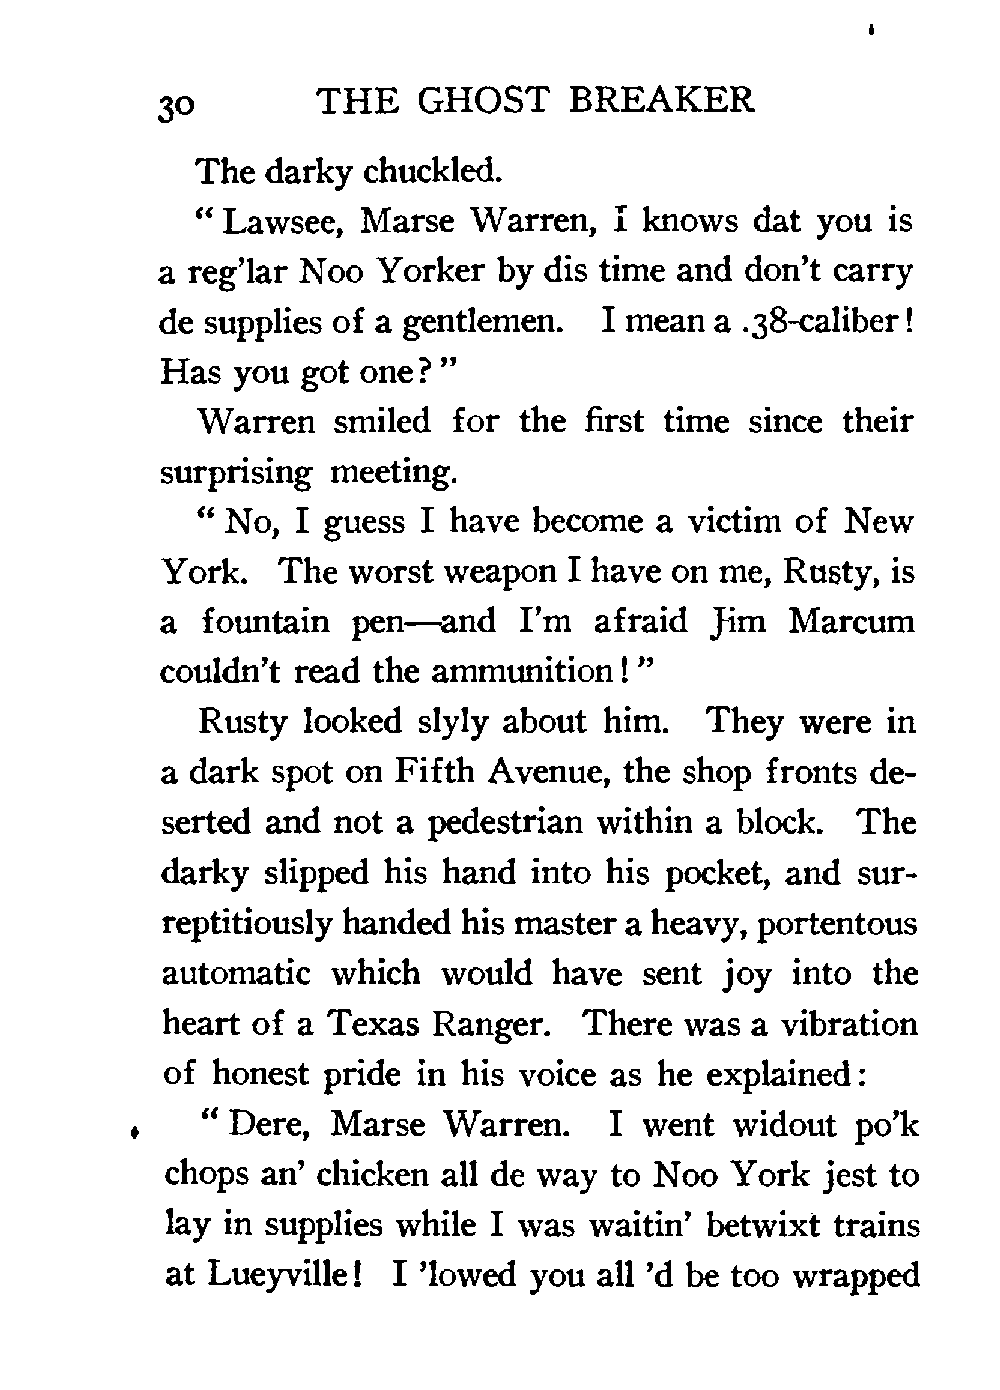 30 THE GHOST BREAKER
The darky chuckled.
“ Lawsee, Marse Warren, I knows dat you is
a reg’lar Noo Yorker by dis time and don’t carry
de supplies of a gentlemen. I mean a .38-caliber !
Has you got one? ”
Warren smiled for the first time since their
surprising meeting.
“ No, I guess I have become a victim of New
York. The worst weapon I have on me, Rusty, is
a fountain pen—and I’m afraid Jim Marcum
couldn’t read the ammunition ! ”
Rusty looked slyly about him. They were in
a dark spot on Fifth Avenue, the shop fronts de-
serted and not a pedestrian within a block. The
darky slipped his hand into his pocket, and sur-
reptitiously handed his master a heavy, portentous
automatic which would have sent joy into the
heart of a Texas Ranger. There was a vibration
of honest pride in his voice as he explained :
“ Dere, Marse Warren. I went widout po’k
chops an’ chicken all de way to Noo York jest to
lay in supplies while I was waitin’ betwixt trains
at Lueyville! I ’lowed you all ’d be too wrapped